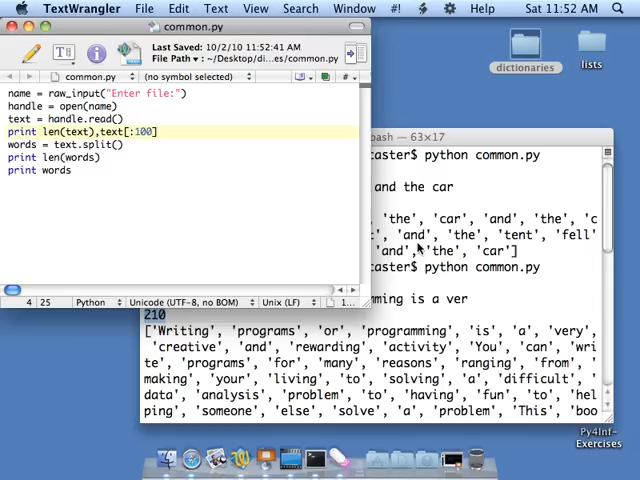 TextWrangler File Edit Text View Search Window #! Sat 11:52 AM
common.py
Last Saved: 10/2/10 11:52:41 AM
File Path: ~/Desktop/di...es/common.py
common.py (no symbol selected) #
name = raw_input("Enter file:")
handle = open(name)
text = handle.read()
print len(text),text[:100]
words = text.split()
print len(words)
print words
4 25 Python Unicode (UTF-8, no BOM) Unix (LF) 1...
dictionaries
lists
bash — 63×17
caster$ python common.py
and the car
, 'the', 'car', 'and', 'the', 'c
', 'and', 'the', 'tent', 'fell'
'and', 'the', 'car']
caster$ python common.py
mming is a ver
210
['Writing', 'programs', 'or', 'programming', 'is', 'a', 'very',
'creative', 'and', 'rewarding', 'activity', 'You', 'can', 'wri
te', 'programs', 'for', 'many', 'reasons', 'ranging', 'from',
'making', 'your', 'living', 'to', 'solving', 'a', 'difficult',
'data', 'analysis', 'problem', 'to', 'having', 'fun', 'to', 'hel
ping', 'someone', 'else', 'solve', 'a', 'problem', 'This', 'boo
Py4Inf-
Exercises